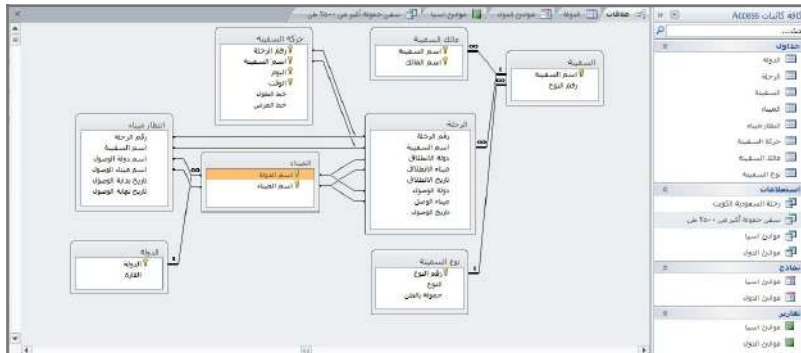 كافة كائنات Access
بحث...
جداول
الدولة
الرحلة
السفينة
الميناء
انتظار ميناء
حركة السفينة
مالك السفينة
نوع السفينة
استعلامات
رحلة السعودية الكويت
سفن حمولة أكبر من ٢٥٠٠ طن
موانئ اسيا
موانئ الدول
نماذج
موانئ اسيا
موانئ الدول
تقارير
موانئ اسيا
موانئ الدول
علاقات
الدولة
موانئ الدول
موانئ اسيا
سفن حمولة أكبر من ٢٥٠٠ طن
السفينة
اسم السفينة
رقم النوع
مالك السفينة
اسم السفينة
اسم المالك
حركة السفينة
رقم الرحلة
اسم السفينة
اليوم
الوقت
خط الطول
خط العرض
الرحلة
رقم الرحلة
اسم السفينة
دولة الانطلاق
ميناء الانطلاق
تاريخ الانطلاق
دولة الوصول
ميناء الوصل
تاريخ الوصول
انتظار ميناء
رقم الرحلة
اسم السفينة
اسم دولة الوصول
اسم ميناء الوصول
تاريخ بداية الوصول
تاريخ نهاية الوصول
الميناء
اسم الدولة
اسم الميناء
الدولة
الدولة
القارة
نوع السفينة
رقم النوع
النوع
حمولة بالطن